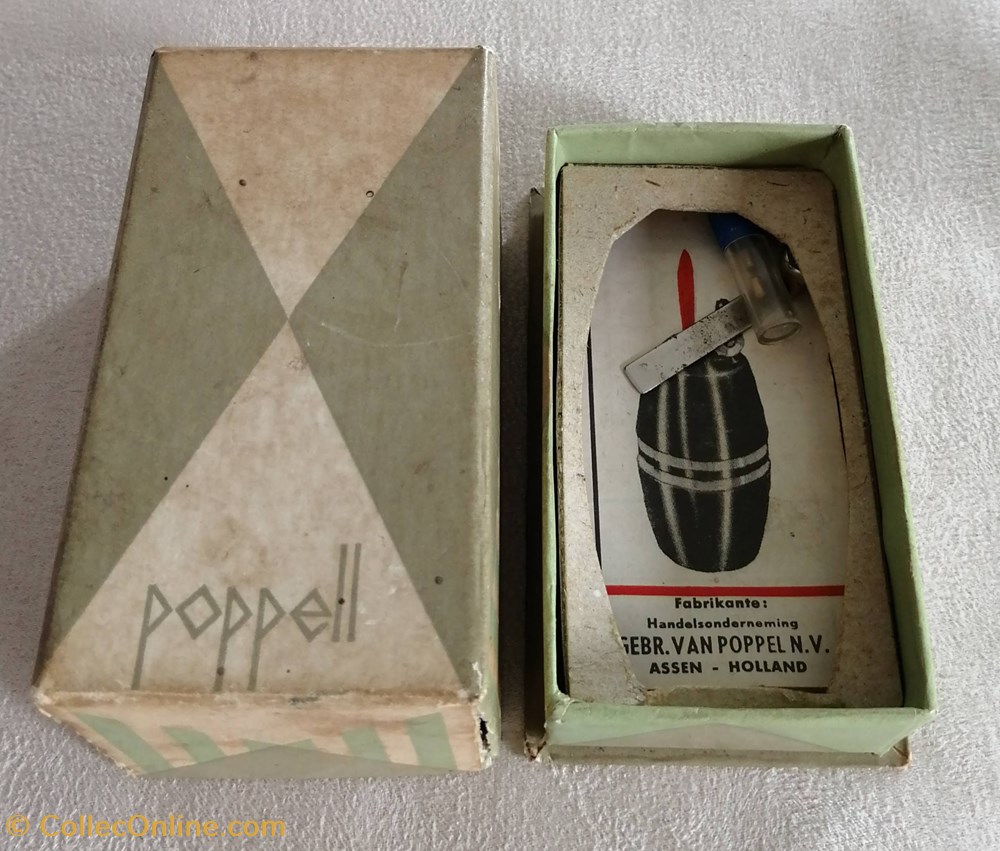 poppell
Fabrikante:
Handelsonderneming
GEBR. VAN POPPEL N.V.
ASSEN - HOLLAND
© CollecOnline.com